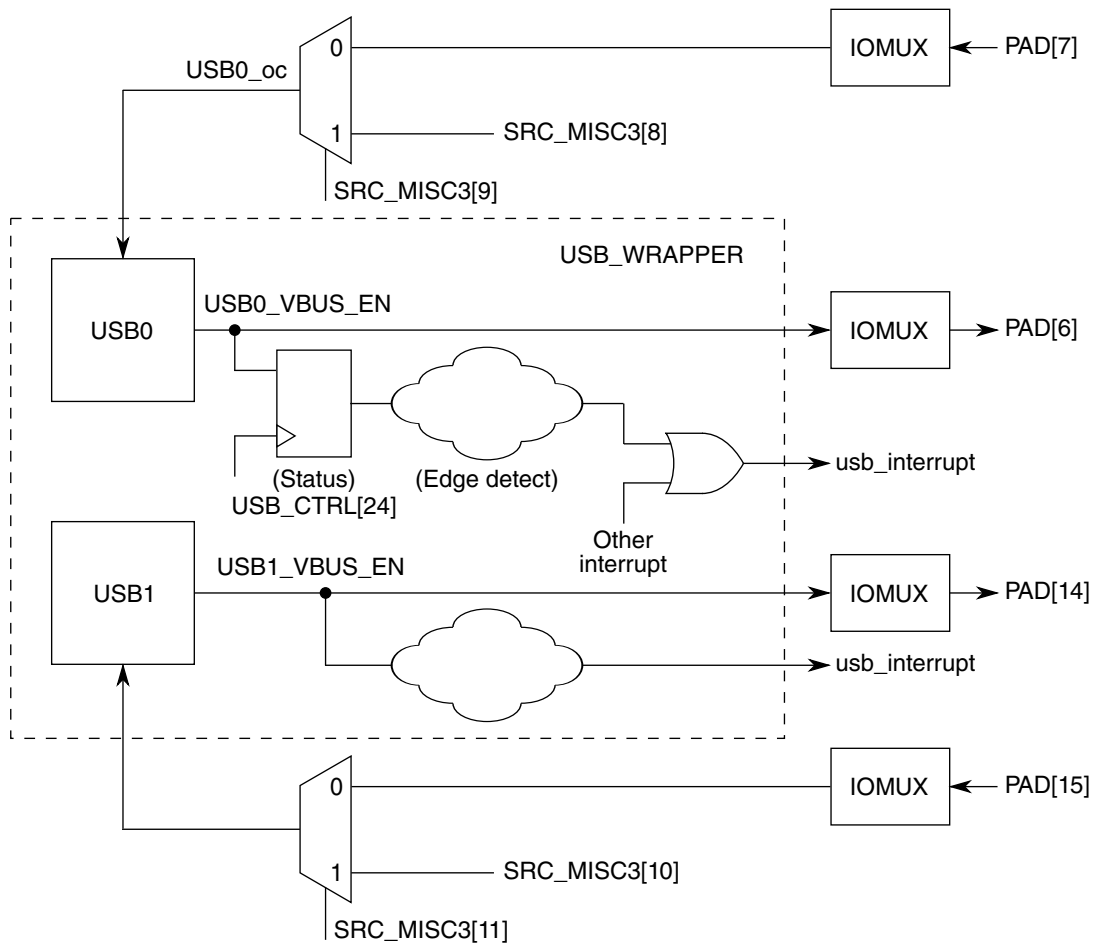 0
IOMUX
PAD[7]
USB0_oc
1
SRC_MISC3[8]
SRC_MISC3[9]
USB_WRAPPER
USB0_VBUS_EN
USB0
IOMUX
PAD[6]
usb_interrupt
(Status)
(Edge detect)
USB_CTRL[24]
Other
interrupt
USB1_VBUS_EN
USB1
IOMUX
PAD[14]
usb_interrupt
0
IOMUX
PAD[15]
1
SRC_MISC3[10]
SRC_MISC3[11]